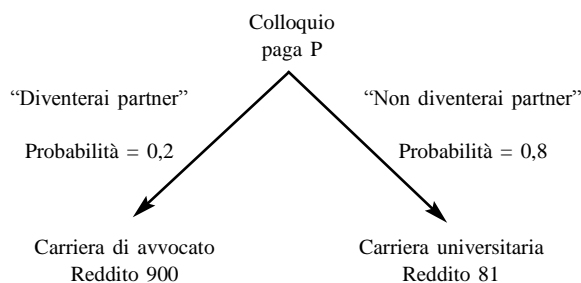 Colloquio
paga P
“Diventerai partner”
“Non diventerai partner”
Probabilità = 0,2
Probabilità = 0,8
Carriera di avvocato
Reddito 900
Carriera universitaria
Reddito 81